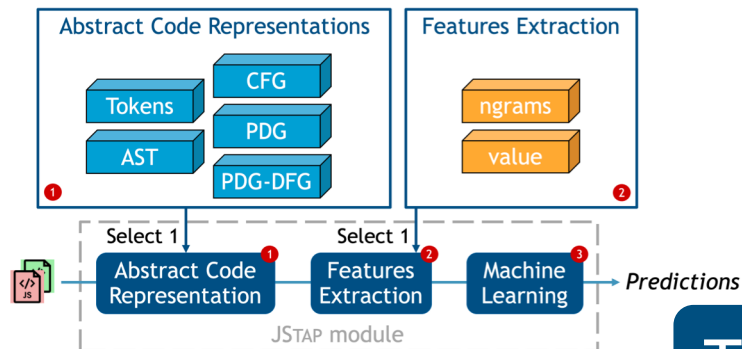 Abstract Code Representations
Features Extraction
Tokens
CFG
AST
PDG
PDG-DFG
1
ngrams
value
2
Select 1
Select 1
Abstract Code
Representation
1
Features
Extraction
2
Machine
Learning
3
Predictions
</>
JS
JSTAP module